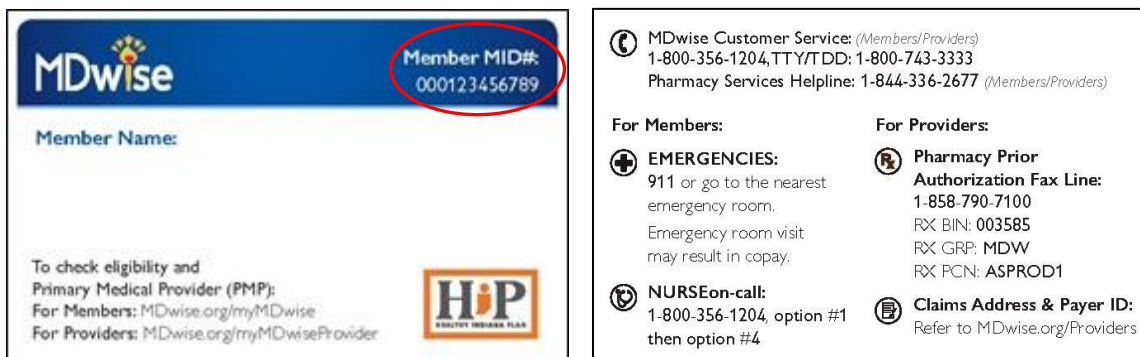 MDwise
Member MID#:
000123456789
Member Name:
To check eligibility and
Primary Medical Provider (PMP):
For Members: MDwise.org/myMDwise
For Providers: MDwise.org/myMDwiseProvider
HiP
HEALTHY INDIANA PLAN
MDwise Customer Service: (Members/Providers)
1-800-356-1204, TTY/TDD: 1-800-743-3333
Pharmacy Services Helpline: 1-844-336-2677 (Members/Providers)
For Members:
EMERGENCIES:
911 or go to the nearest
emergency room.
Emergency room visit
may result in copay.
NURSEon-call:
1-800-356-1204, option #1
then option #4
For Providers:
Rx
Pharmacy Prior
Authorization Fax Line:
1-858-790-7100
RX BIN: 003585
RX GRP: MDW
RX PCN: ASPROD1
Claims Address & Payer ID:
Refer to MDwise.org/Providers